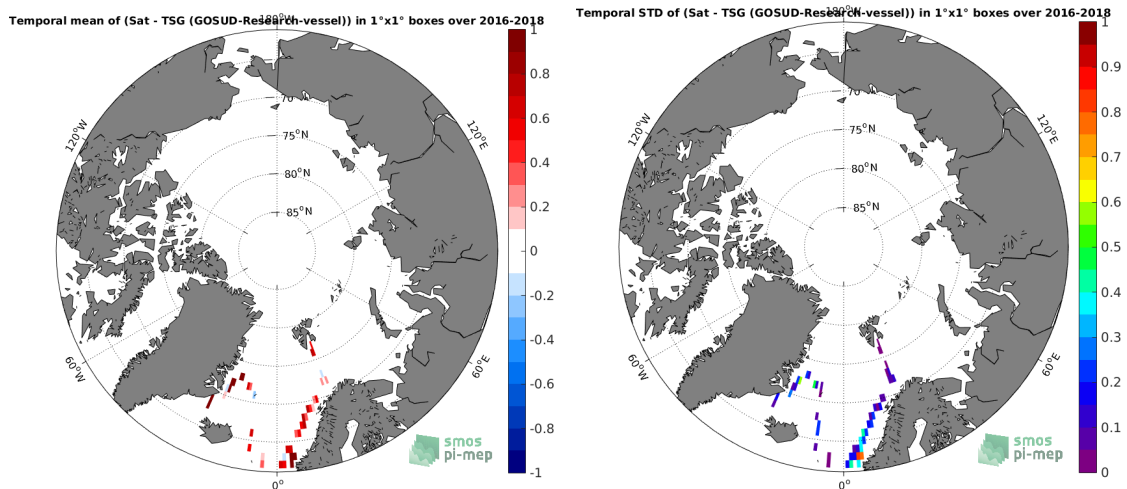 Temporal mean of (Sat - TSG (GOSUD-Research-vessel)) in 1°x1° boxes over 2016-2018
180°W
120°W
120°E
75°N
80°N
85°N
60°W
60°E
0°
1
0.8
0.6
0.4
0.2
0
-0.2
-0.4
-0.6
-0.8
-1
smos
pi-mep
Temporal STD of (Sat - TSG (GOSUD-Research-vessel)) in 1°x1° boxes over 2016-2018
180°W
120°W
120°E
75°N
80°N
85°N
60°W
60°E
0°
1
0.9
0.8
0.7
0.6
0.5
0.4
0.3
0.2
0.1
0
smos
pi-mep